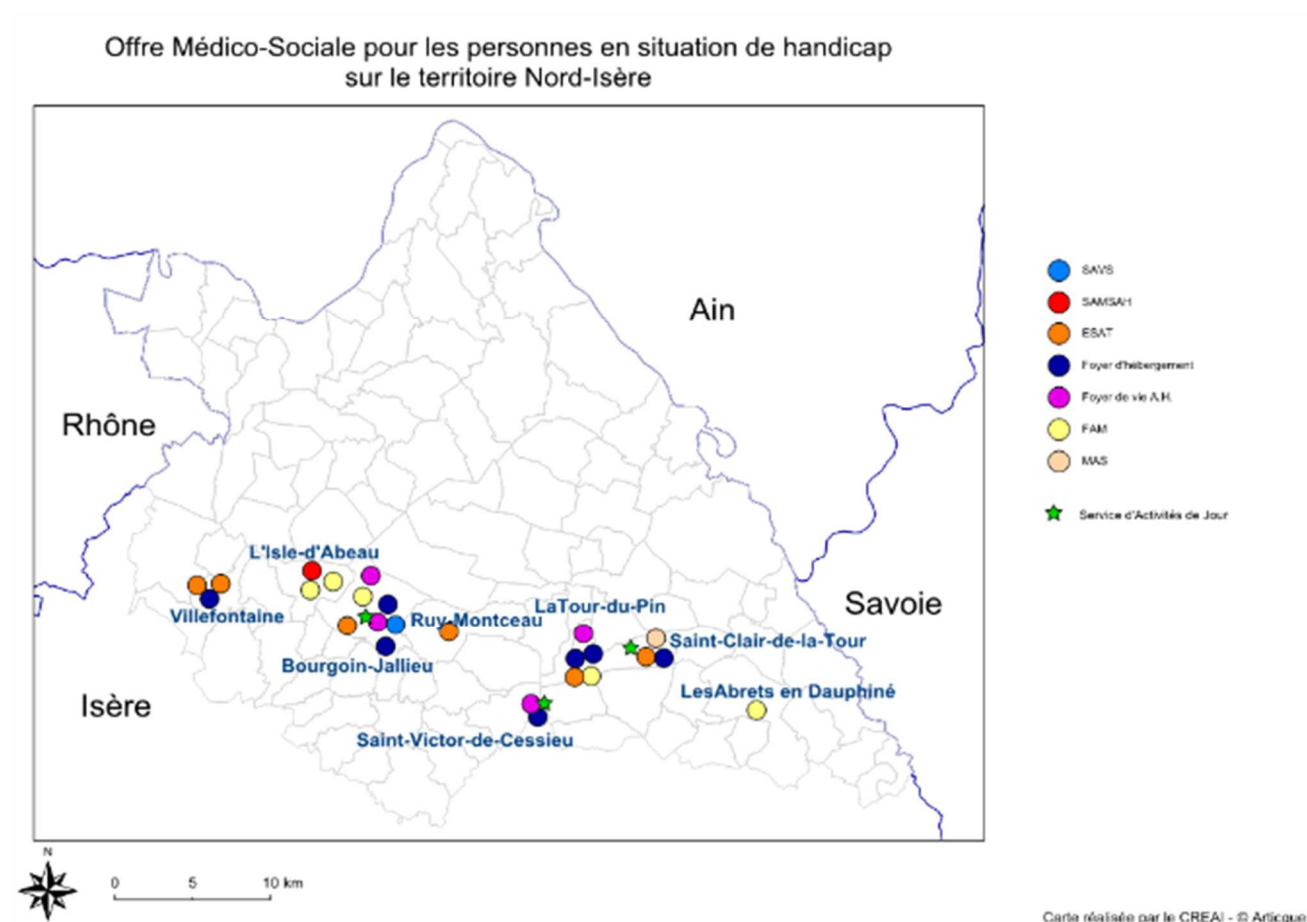 Offre Médico-Sociale pour les personnes en situation de handicap
sur le territoire Nord-Isère
Ain
Rhône
Savoie
Isère
L'Isle-d'Abeau
Villefontaine
Ruy-Montceau
Bourgoin-Jallieu
LaTour-du-Pin
Saint-Clair-de-la-Tour
LesAbrets en Dauphiné
Saint-Victor-de-Cessieu
SAVS
SAMSAH
ESAT
Foyer d'hébergement
Foyer de vie A.H.
FAM
MAS
Service d'Activités de Jour
N
0 5 10 km
Carte réalisée par le CREAI - © Articque